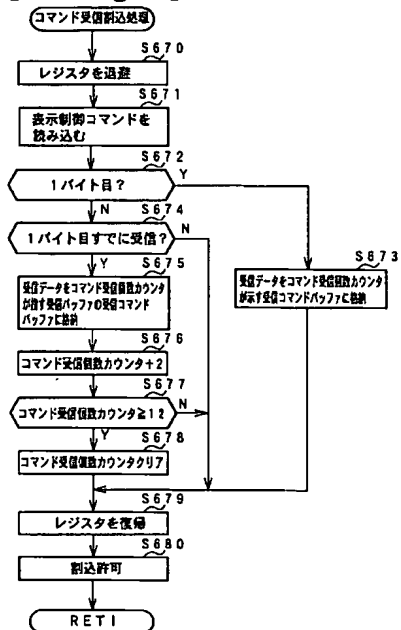 コマンド受信割込処理
S670
レジスタを退避
S671
表示制御コマンドを
読み込む
S672
1バイト目?
Y
N
S674
1バイト目すでに受信?
N
Y
S675
受信データをコマンド受信個数カウンタ
が指す受信バッファの受信コマンド
バッファに格納
S673
受信データをコマンド受信個数カウンタ
が示す受信コマンドバッファに格納
S676
コマンド受信個数カウンタ+2
S677
コマンド受信個数カウンタ≧12
N
Y
S678
コマンド受信個数カウンタクリア
S679
レジスタを復帰
S680
割込許可
RETI